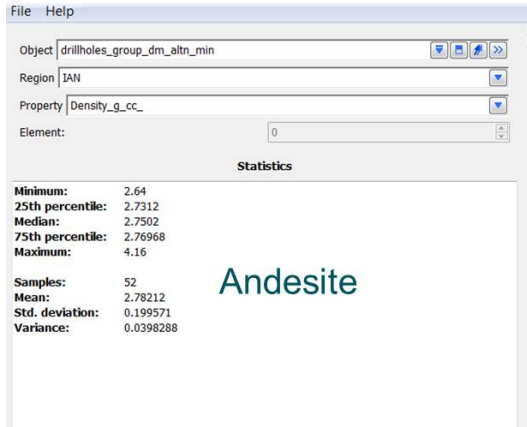 File Help
Object drillholes_group_dm_altn_min
Region IAN
Property Density_g_cc_
Element: 0
Statistics
Minimum: 2.64
25th percentile: 2.7312
Median: 2.7502
75th percentile: 2.76968
Maximum: 4.16
Samples: 52
Mean: 2.78212
Std. deviation: 0.199571
Variance: 0.0398288
Andesite